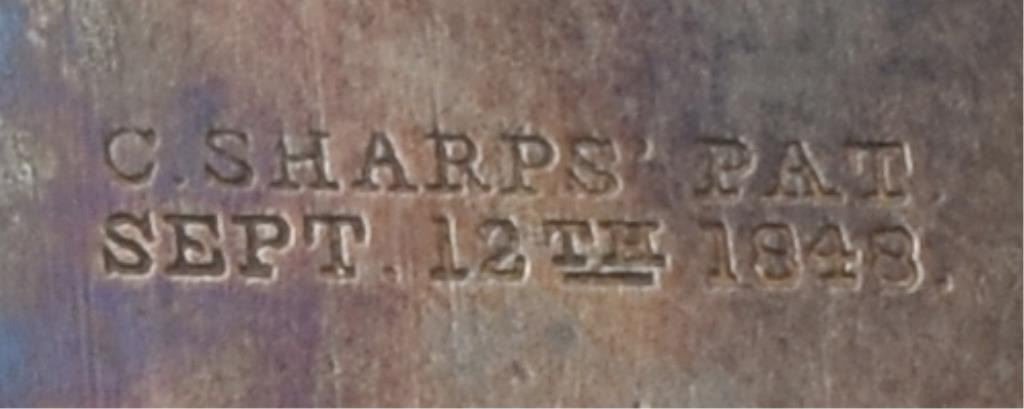 C. SHARPS' PAT.
SEPT. 12TH 1848.